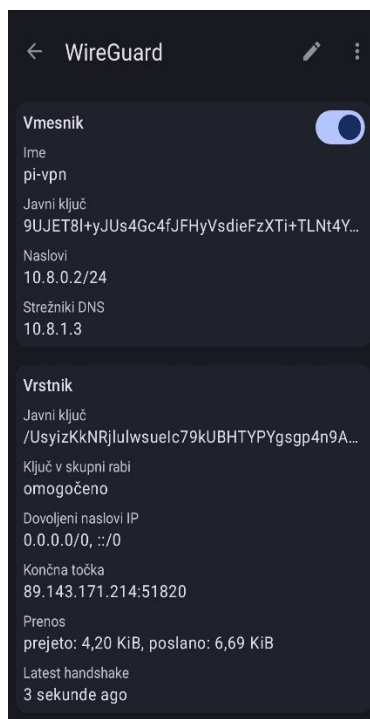 WireGuard
Vmesnik
Ime
pi-vpn
Javni ključ
9UJET8l+yJUs4Gc4fJFHyVsdieFzXTi+TLNt4Y...
Naslovi
10.8.0.2/24
Strežniki DNS
10.8.1.3
Vrstnik
Javni ključ
/UsyizKkNRjlulwsuelc79kUBHTYPYgsgp4n9A...
Ključ v skupni rabi
omogočeno
Dovoljeni naslovi IP
0.0.0.0/0, ::/0
Končna točka
89.143.171.214:51820
Prenos
prejeto: 4,20 KiB, poslano: 6,69 KiB
Latest handshake
3 sekunde ago